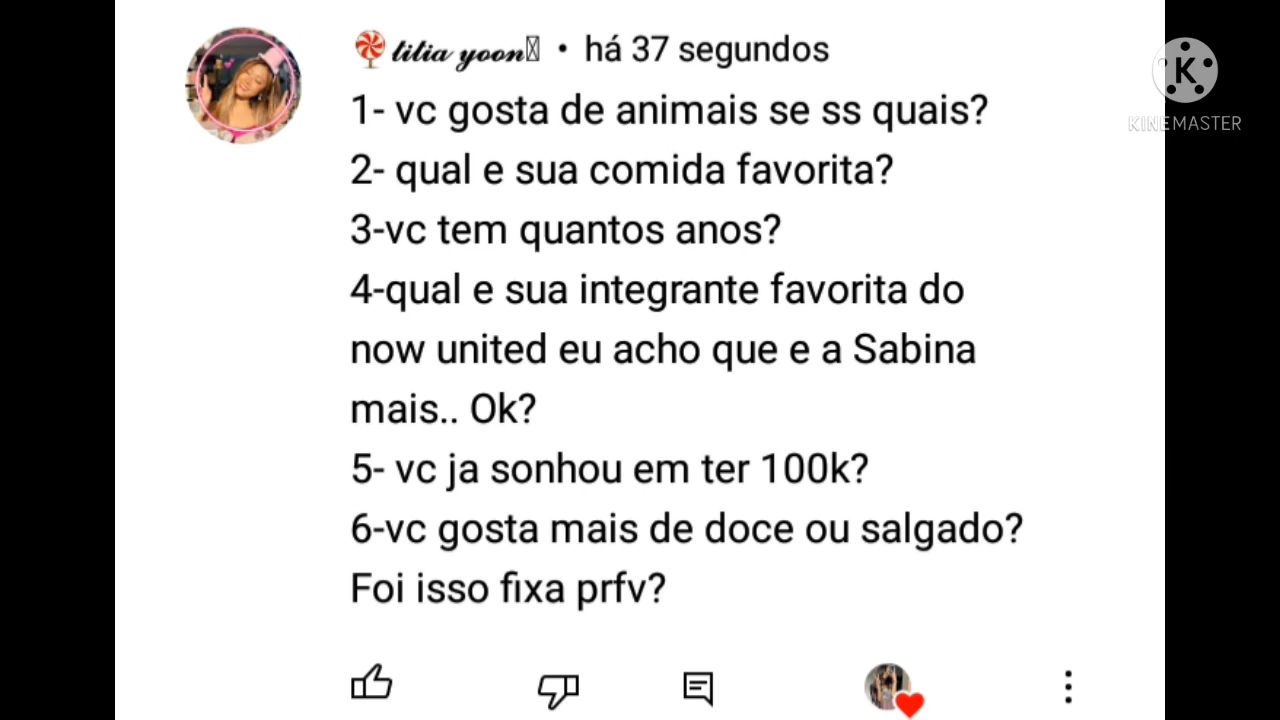 🍭𝓵𝓲𝓵𝓲𝓪 𝔂𝓸𝓸𝓷 • há 37 segundos
1- vc gosta de animais se ss quais?
2- qual e sua comida favorita?
3-vc tem quantos anos?
4-qual e sua integrante favorita do
now united eu acho que e a Sabina
mais.. Ok?
5- vc ja sonhou em ter 100k?
6-vc gosta mais de doce ou salgado?
Foi isso fixa prfv?
K
KINEMASTER